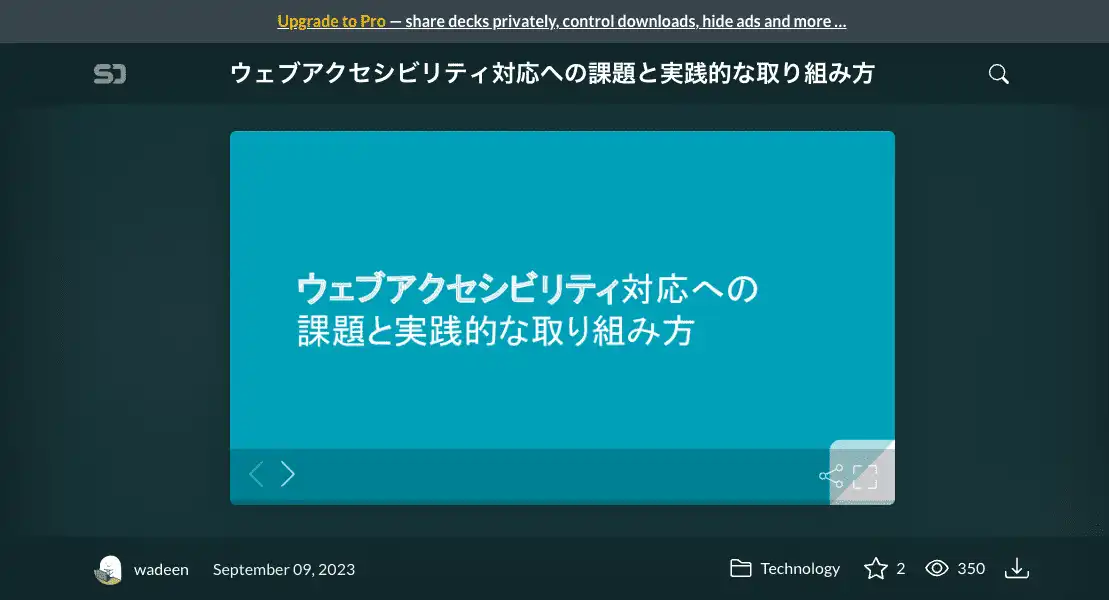 Upgrade to Pro — share decks privately, control downloads, hide ads and more …
ウェブアクセシビリティ対応への課題と実践的な取り組み方
ウェブアクセシビリティ対応への
課題と実践的な取り組み方
wadeen
September 09, 2023
Technology
2
350